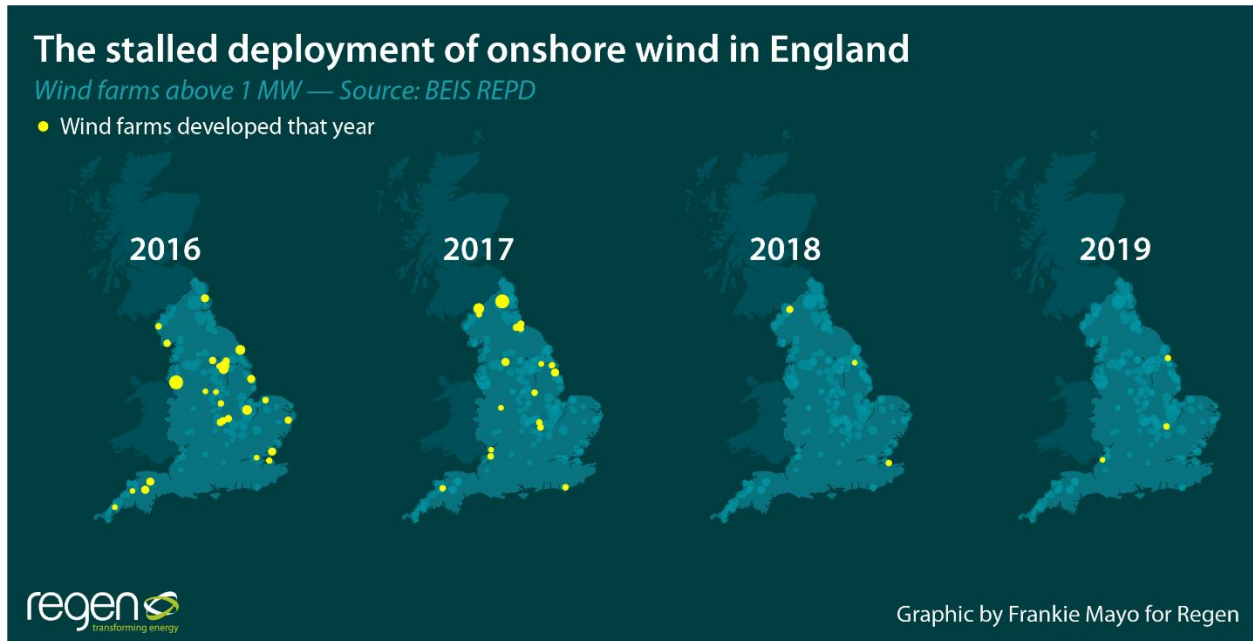 The stalled deployment of onshore wind in England
Wind farms above 1 MW — Source: BEIS REPD
Wind farms developed that year
2016
2017
2018
2019
regen
transforming energy
Graphic by Frankie Mayo for Regen